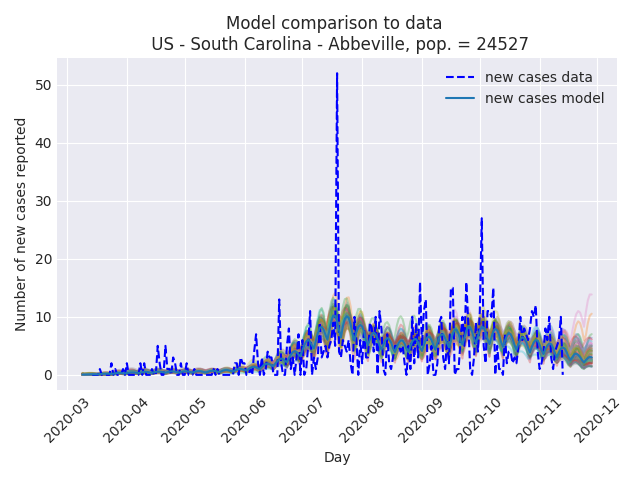 Model comparison to data
US - South Carolina - Abbeville, pop. = 24527
new cases data
new cases model
Number of new cases reported
50
40
30
20
10
0
2020-03
2020-04
2020-05
2020-06
2020-07
2020-08
2020-09
2020-10
2020-11
2020-12
Day